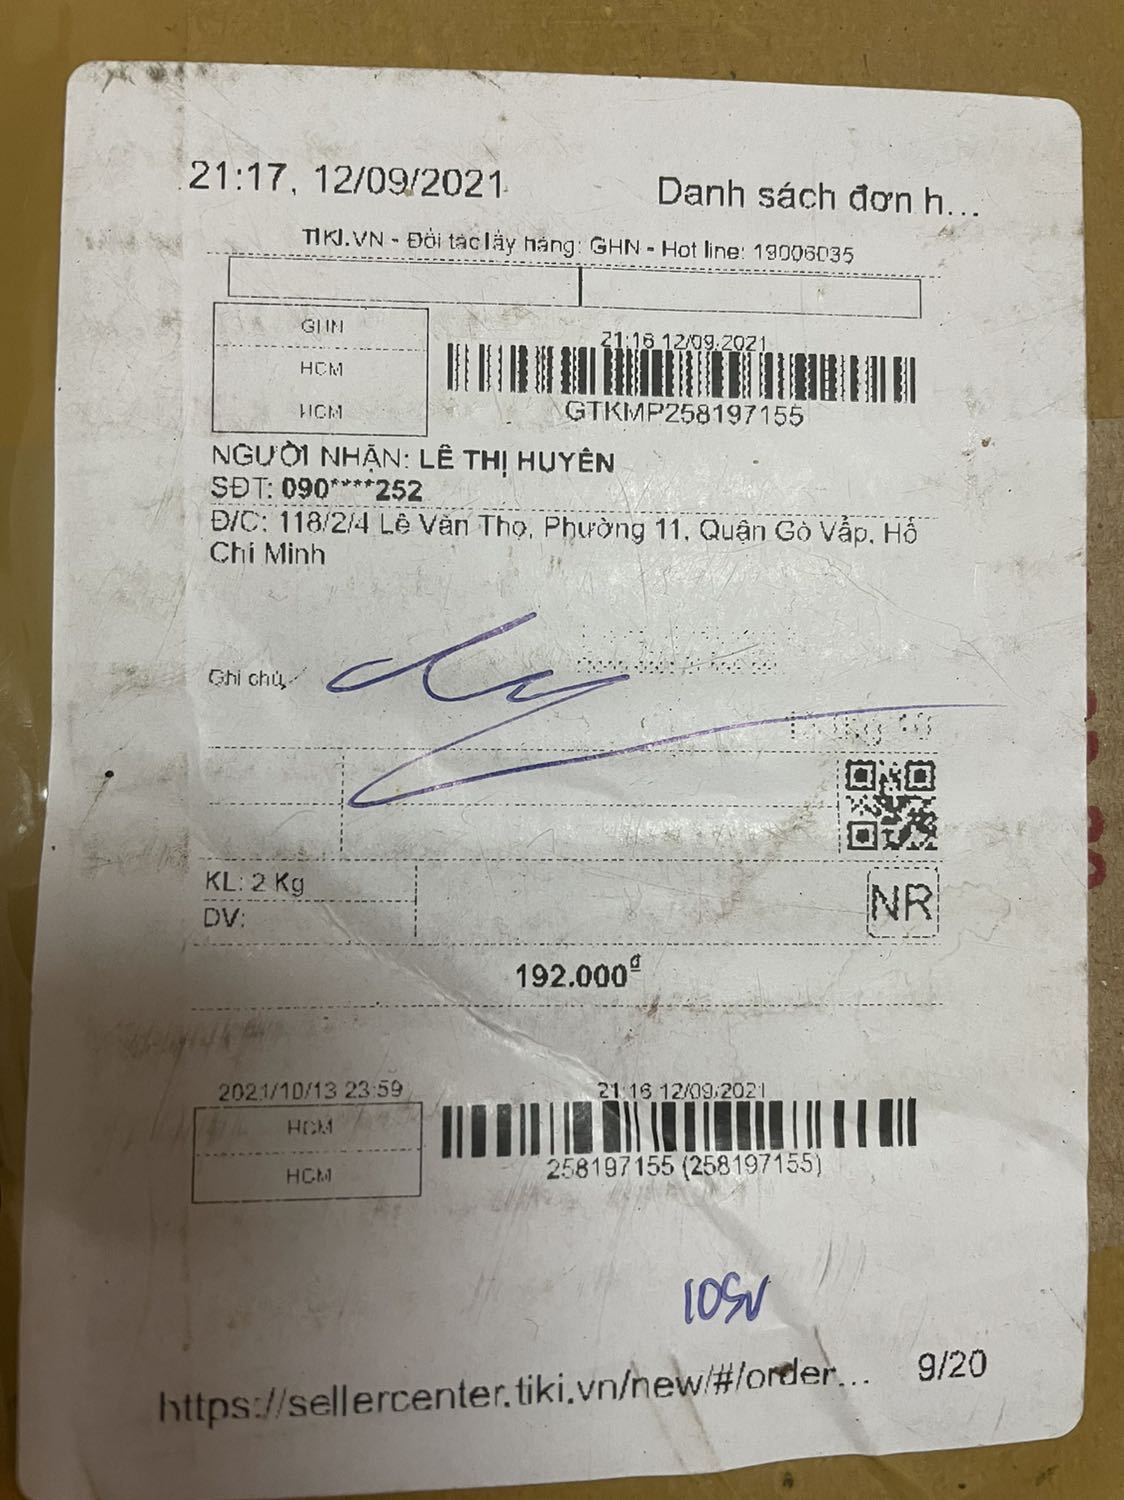 21:17, 12/09/2021
Danh sách đơn h...
TIKI.VN - Đối tác lấy hàng: GHN - Hot line: 19006035
GHN
HCM
HCM
21:16 12/09/2021
GTKMP258197155
NGƯỜI NHẬN: LÊ THỊ HUYÊN
SĐT: 090****252
Đ/C: 118/2/4 Lê Văn Thọ, Phường 11, Quận Gò Vấp, Hồ
Chí Minh
Ghi chú:
KL: 2 Kg
DV:
NR
192.000đ
2021/10/13 23:59
HCM
HCM
21:16 12/09/2021
258197155 (258197155)
https://sellercenter.tiki.vn/new/#/order...
9/20